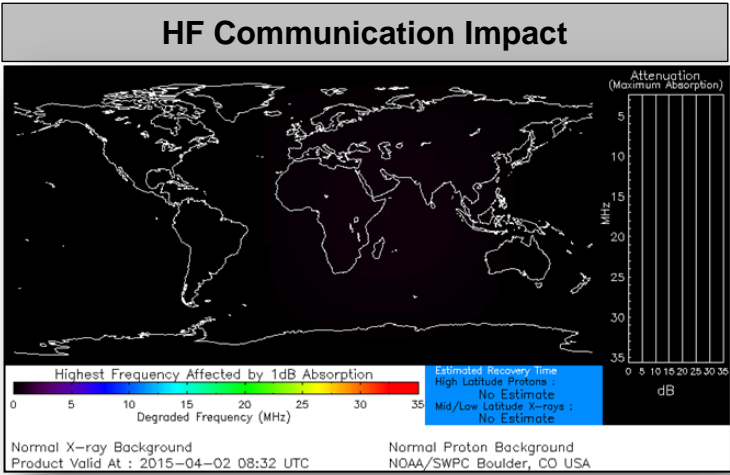 HF Communication Impact
Attenuation
(Maximum Absorption)
5
10
15
MHz
20
25
30
35
0 5 10 15 20 25 30 35
dB
Highest Frequency Affected by 1dB Absorption
0 5 10 15 20 25 30 35
Degraded Frequency (MHz)
Estimated Recovery Time
High Latitude Protons :
No Estimate
Mid/Low Latitude X-rays :
No Estimate
Normal X-ray Background
Normal Proton Background
Product Valid At : 2015-04-02 08:32 UTC
NOAA/SWPC Boulder, CO USA